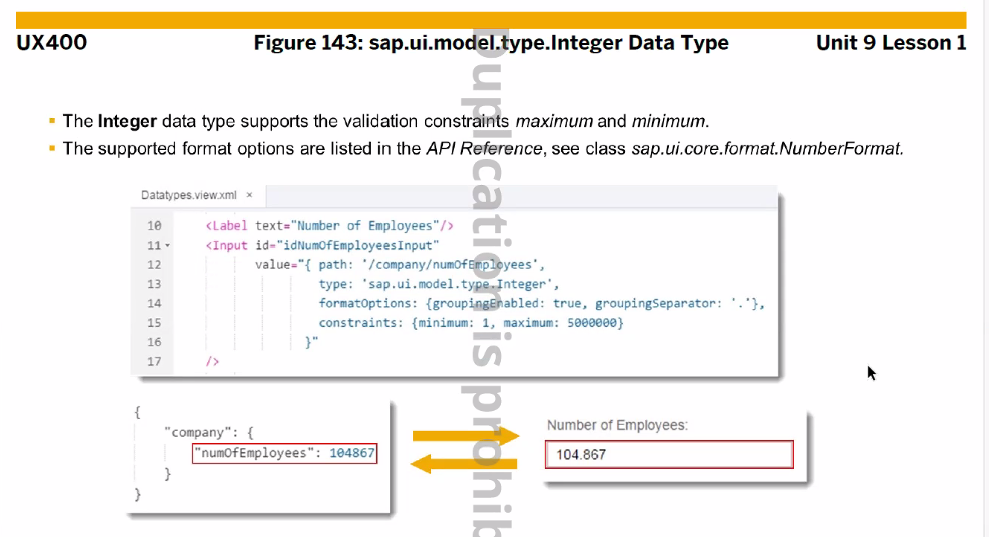 UX400 Figure 143: sap.ui.model.type.Integer Data Type Unit 9 Lesson 1
The Integer data type supports the validation constraints maximum and minimum.
The supported format options are listed in the API Reference, see class sap.ui.core.format.NumberFormat.
Datatypes.view.xml ×
10 <Label text="Number of Employees"/>
11 <Input id="idNumOfEmployeesInput"
12 value="{ path: '/company/numOfEmployees',
13 type: 'sap.ui.model.type.Integer',
14 formatOptions: {groupingEnabled: true, groupingSeparator: '.'},
15 constraints: {minimum: 1, maximum: 5000000}
16 }"
17 />
{
"company": {
"numOfEmployees": 104867
}
}
Number of Employees:
104.867
Duplication is prohib